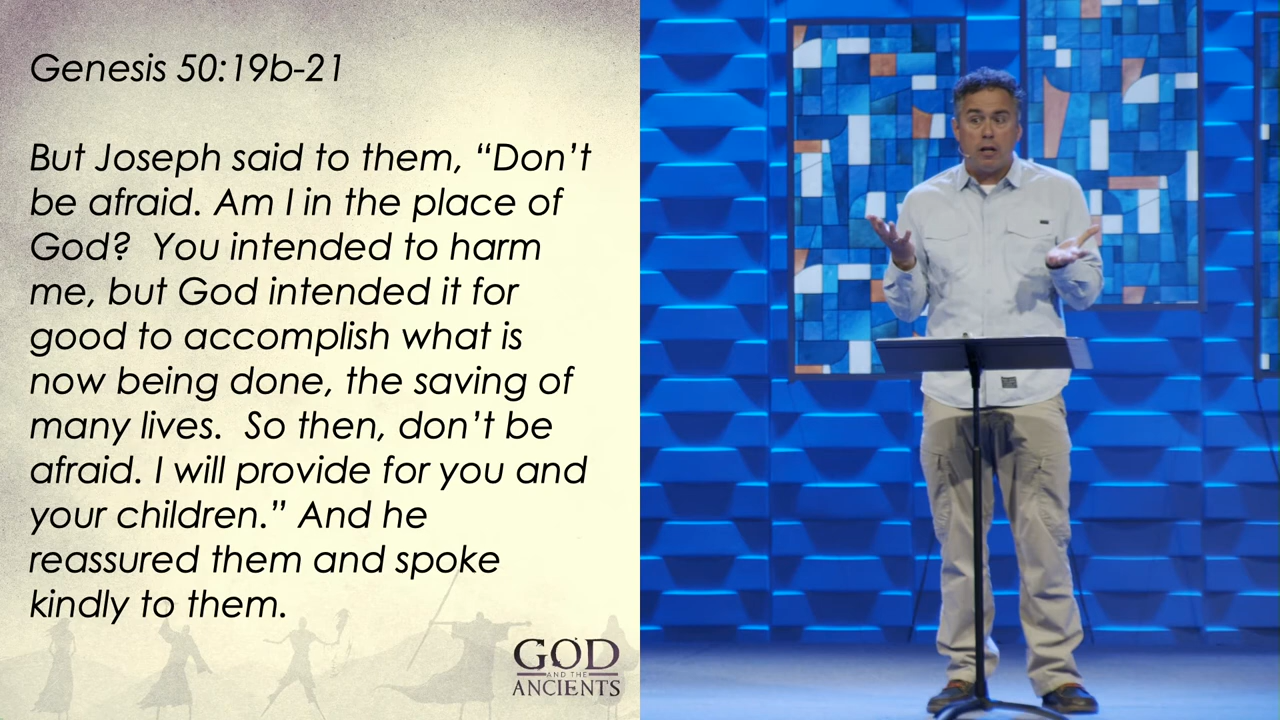 Genesis 50:19b-21
But Joseph said to them, “Don’t
be afraid. Am I in the place of
God?  You intended to harm
me, but God intended it for
good to accomplish what is
now being done, the saving of
many lives.  So then, don’t be
afraid. I will provide for you and
your children.” And he
reassured them and spoke
kindly to them.
GOD
AND THE
ANCIENTS